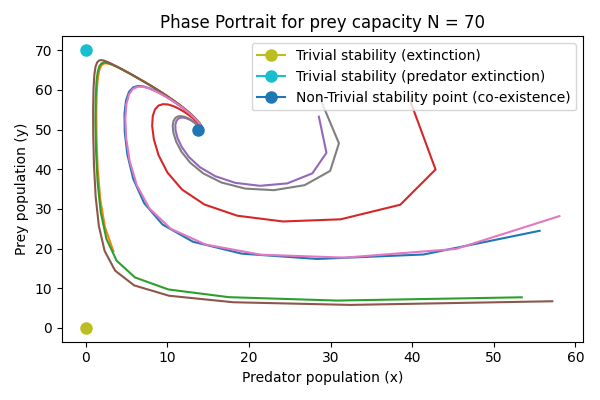 Phase Portrait for prey capacity N = 70
Trivial stability (extinction)
Trivial stability (predator extinction)
Non-Trivial stability point (co-existence)
Prey population (y)
70
60
50
40
30
20
10
0
0
10
20
30
40
50
60
Predator population (x)